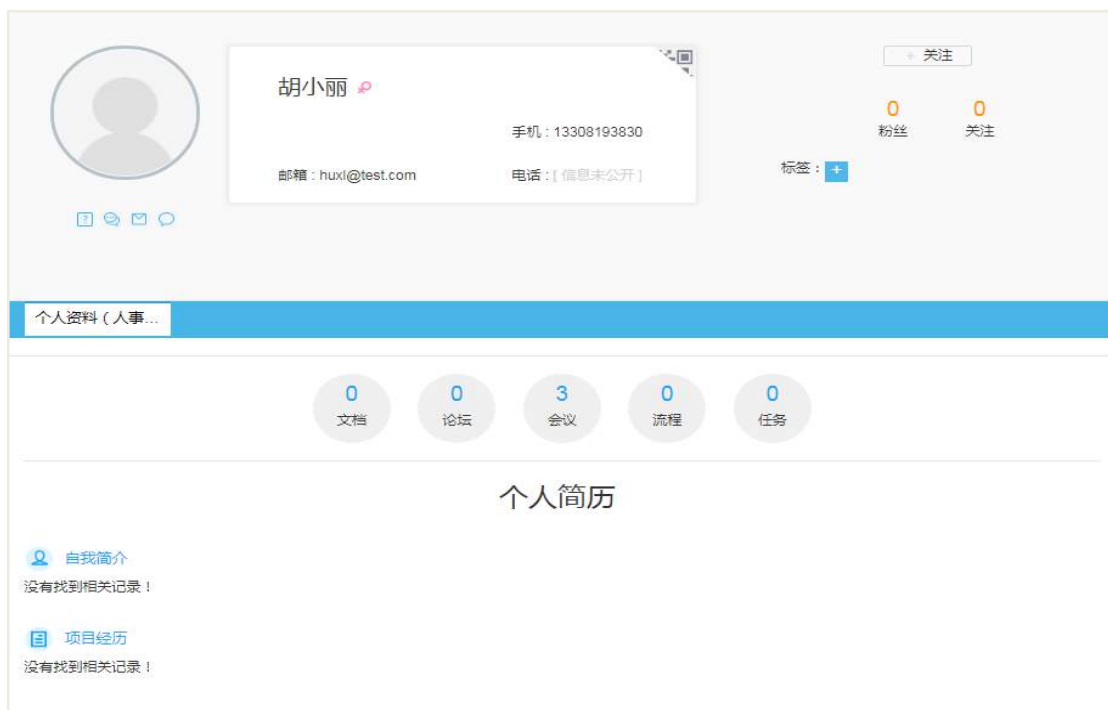 胡小丽
手机 : 13308193830
邮箱 : huxl@test.com
电话 : [ 信息未公开 ]
+ 关注
0 0
粉丝 关注
标签 : +
个人资料 ( 人事...
0 0 3 0 0
文档 论坛 会议 流程 任务
个人简历
自我简介
没有找到相关记录！
项目经历
没有找到相关记录！